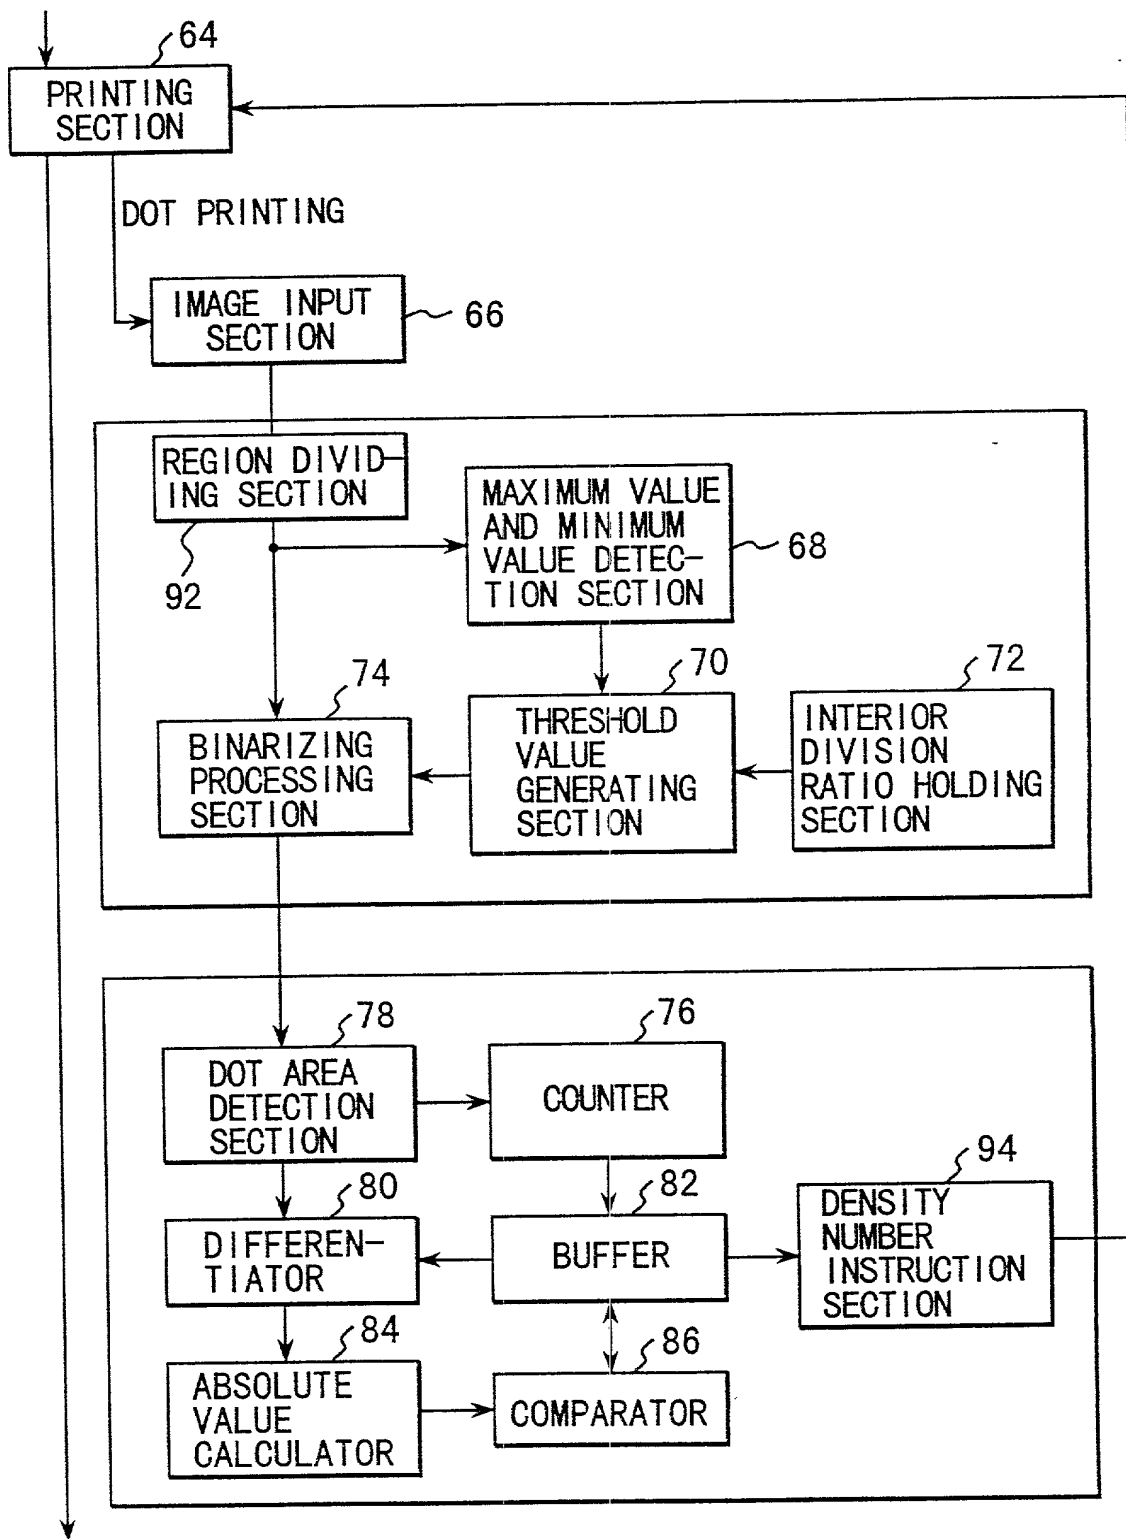 64
PRINTING
SECTION
DOT PRINTING
IMAGE INPUT
SECTION
66
REGION DIVID-
ING SECTION
92
MAXIMUM VALUE
AND MINIMUM
VALUE DETEC-
TION SECTION
68
74
BINARIZING
PROCESSING
SECTION
70
THRESHOLD
VALUE
GENERATING
SECTION
72
INTERIOR
DIVISION
RATIO HOLDING
SECTION
78
DOT AREA
DETECTION
SECTION
76
COUNTER
80
DIFFEREN-
TIATOR
82
BUFFER
94
DENSITY
NUMBER
INSTRUCTION
SECTION
84
ABSOLUTE
VALUE
CALCULATOR
86
COMPARATOR